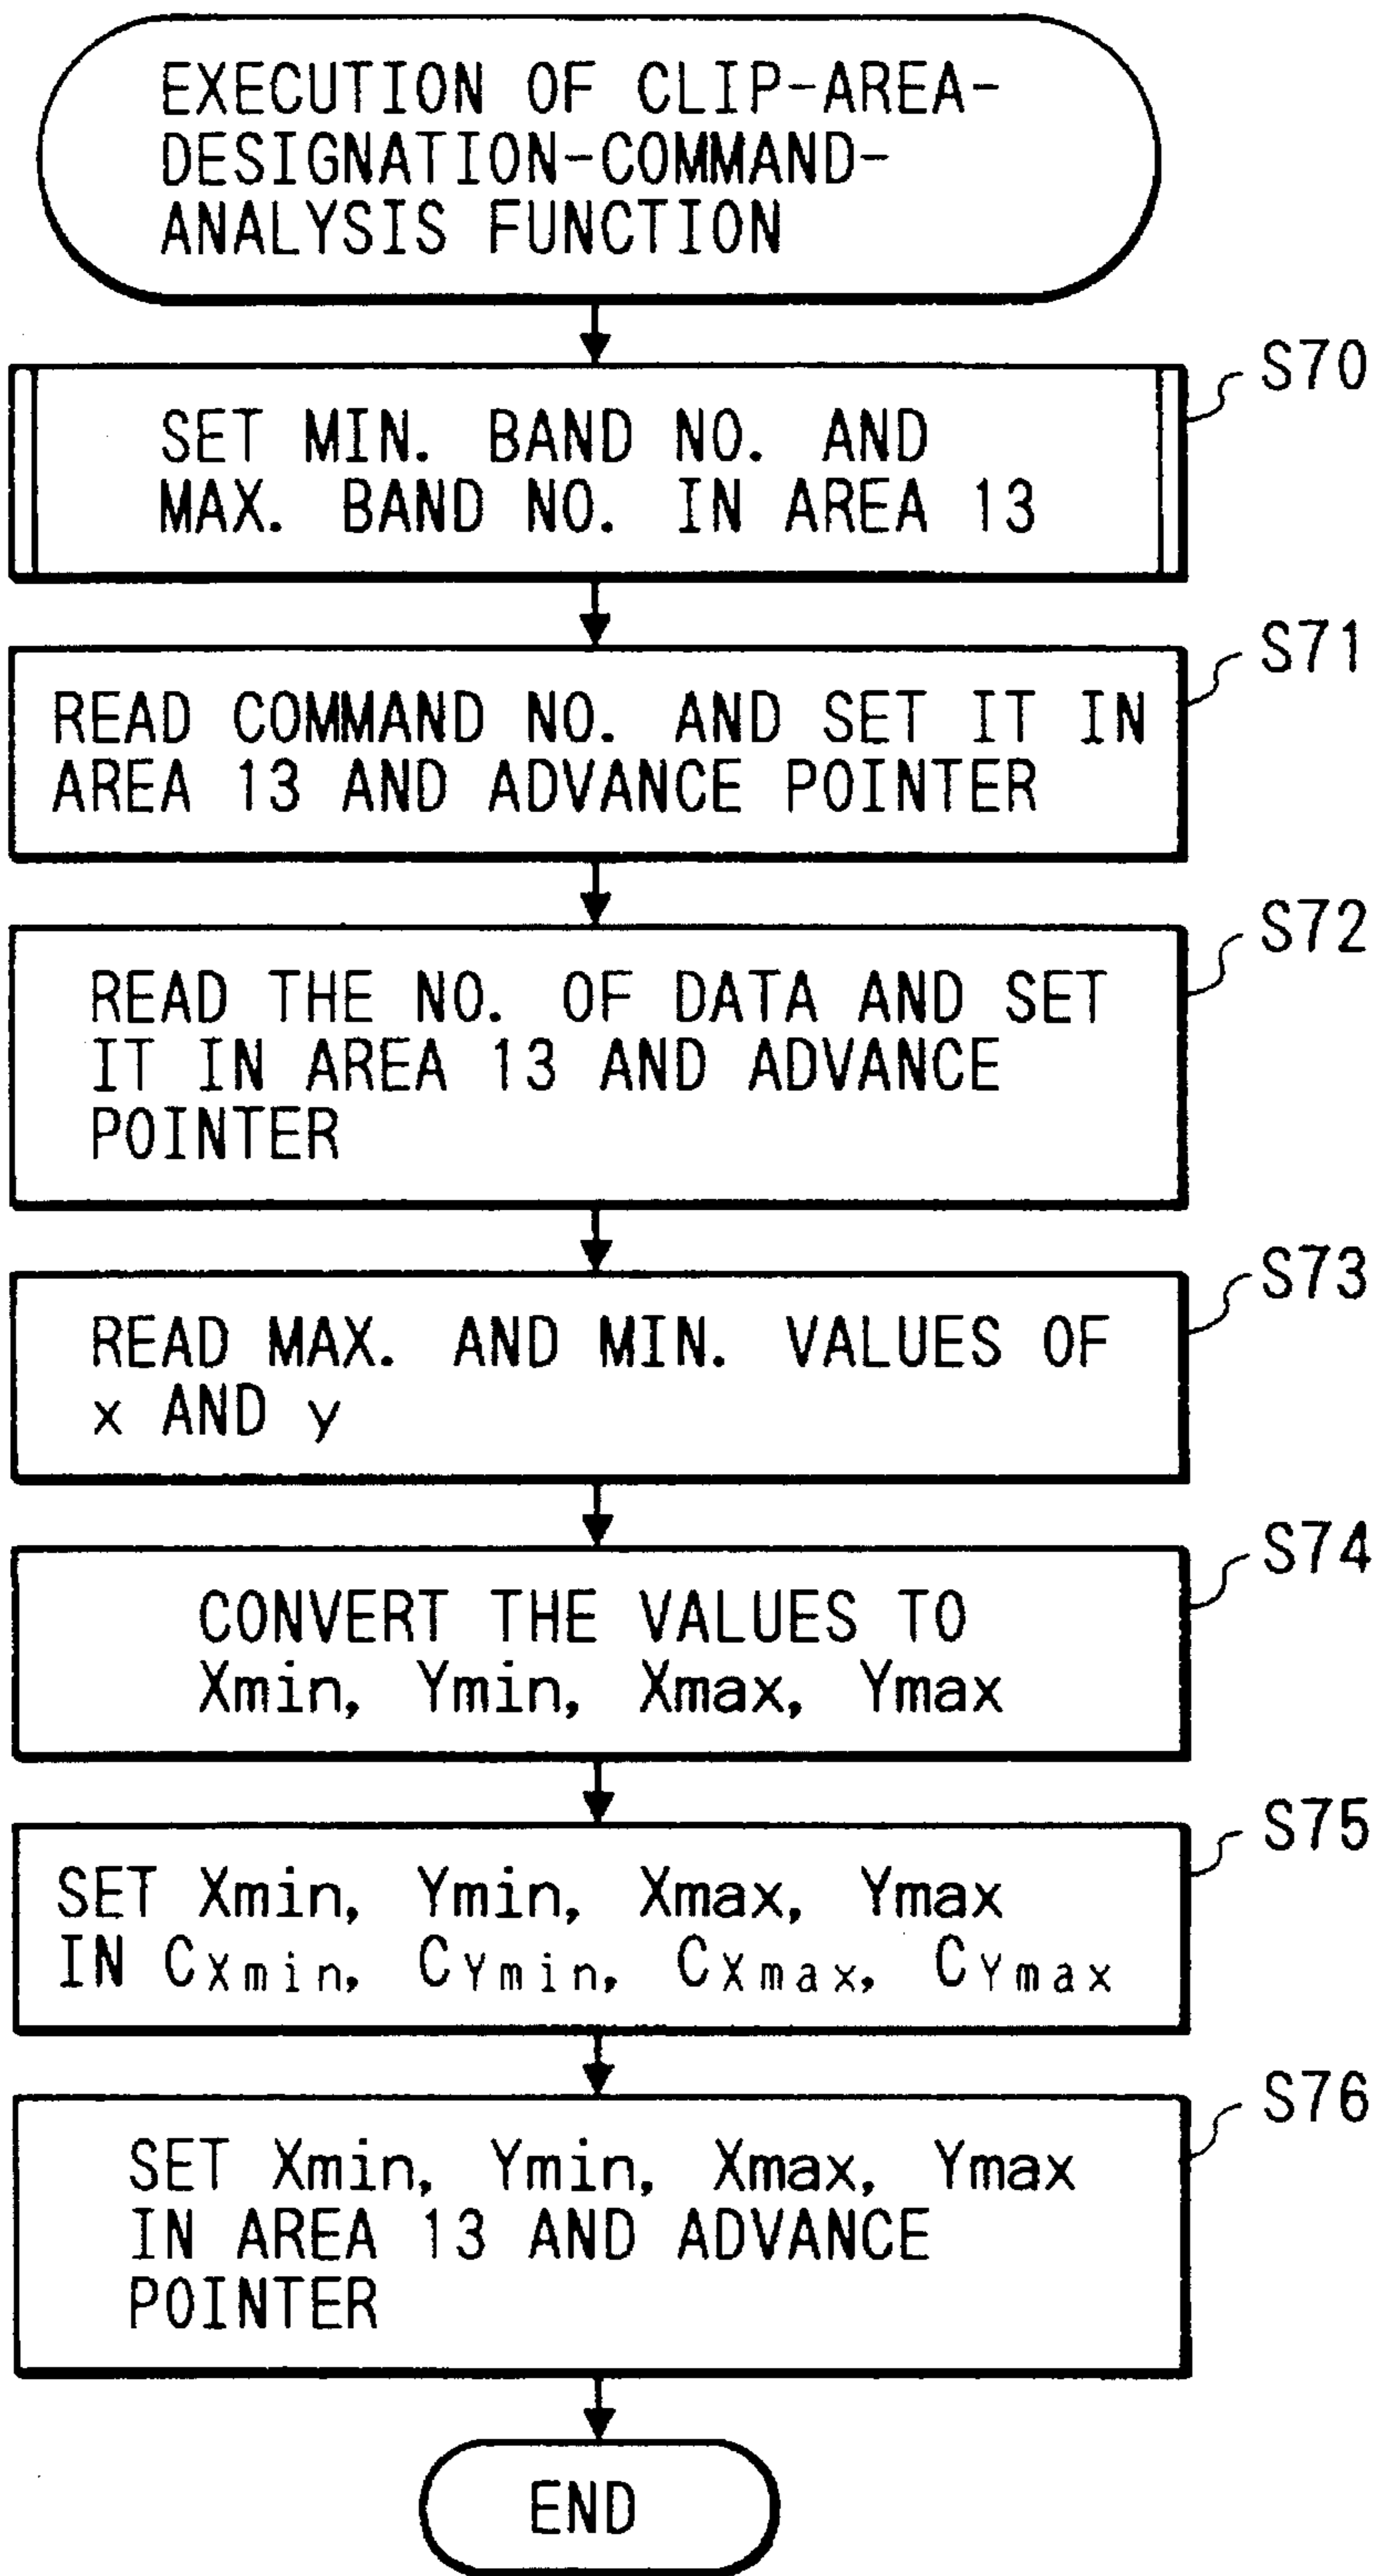 EXECUTION OF CLIP-AREA-
DESIGNATION-COMMAND-
ANALYSIS FUNCTION
S70
SET MIN. BAND NO. AND
MAX. BAND NO. IN AREA 13
S71
READ COMMAND NO. AND SET IT IN
AREA 13 AND ADVANCE POINTER
S72
READ THE NO. OF DATA AND SET
IT IN AREA 13 AND ADVANCE
POINTER
S73
READ MAX. AND MIN. VALUES OF
x AND y
S74
CONVERT THE VALUES TO
Xmin, Ymin, Xmax, Ymax
S75
SET Xmin, Ymin, Xmax, Ymax
IN CXmin, CYmin, CXmax, CYmax
S76
SET Xmin, Ymin, Xmax, Ymax
IN AREA 13 AND ADVANCE
POINTER
END